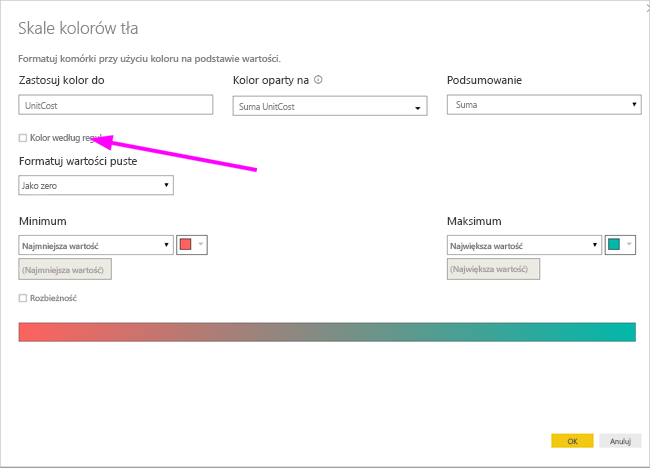 Skale kolorów tła
Formatuj komórki przy użyciu koloru na podstawie wartości.
Zastosuj kolor do
Kolor oparty na
Podsumowanie
UnitCost
Suma UnitCost
Suma
Kolor według
Formatuj wartości puste
Jako zero
Minimum
Maksimum
Najmniejsza wartość
Największa wartość
(Najmniejsza wartość)
(Największa wartość)
Rozbieżność
OK
Anuluj